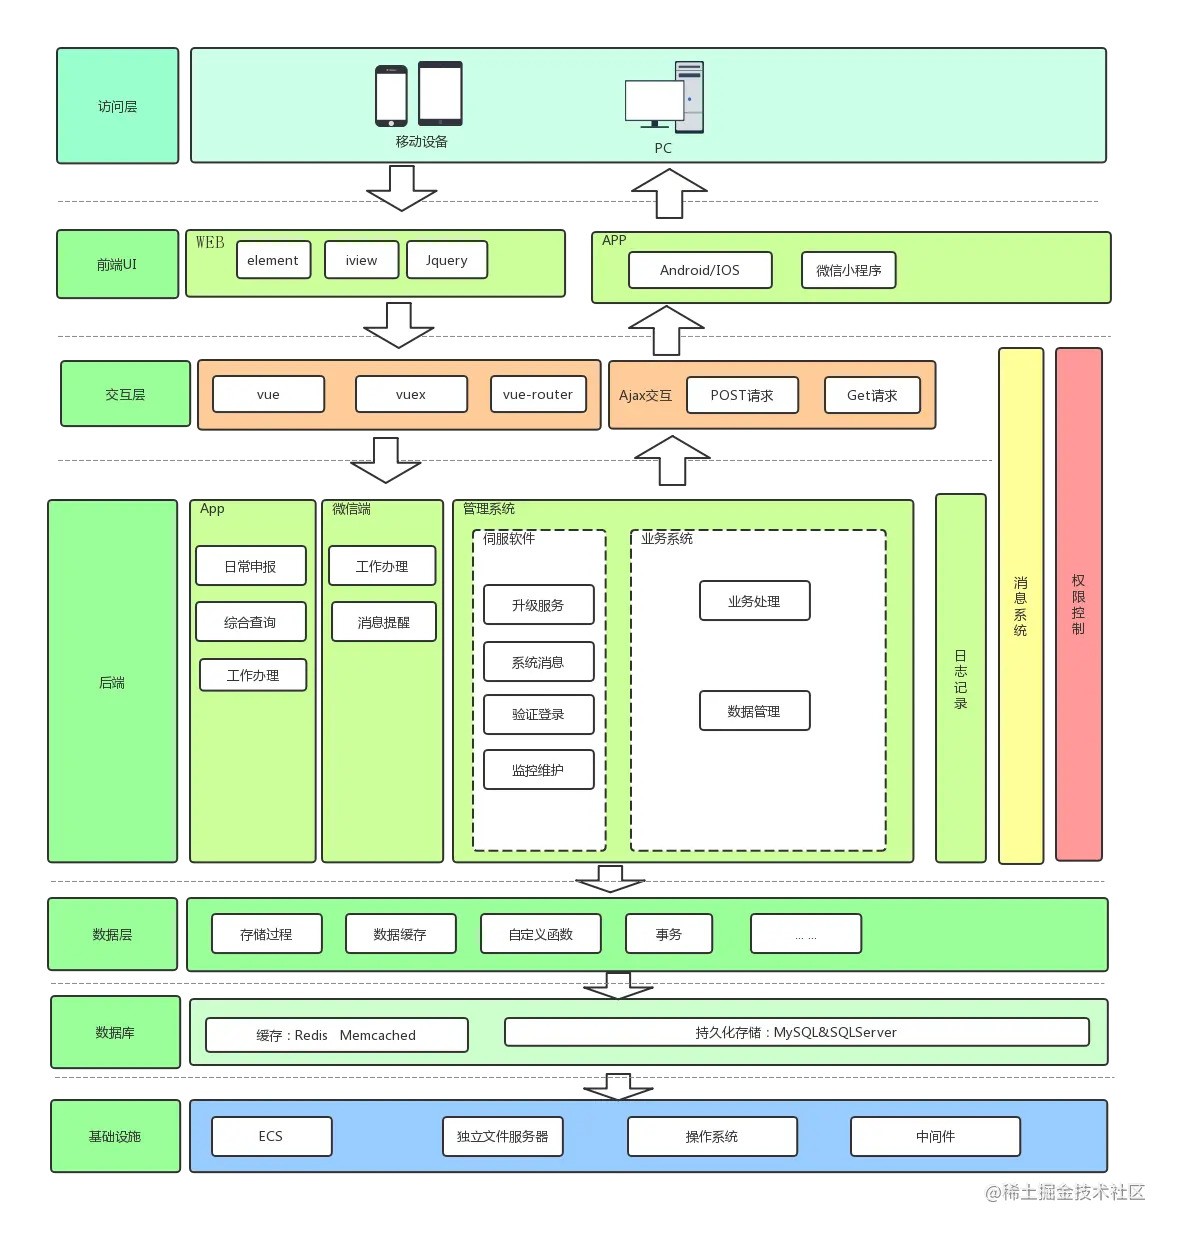 访问层
移动设备
PC
前端UI
WEB
element
iview
Jquery
APP
Android/IOS
微信小程序
交互层
vue
vuex
vue-router
Ajax交互
POST请求
Get请求
后端
App
日常申报
综合查询
工作办理
微信端
工作办理
消息提醒
管理系统
伺服软件
升级服务
系统消息
验证登录
监控维护
业务系统
业务处理
数据管理
日志记录
消息系统
权限控制
数据层
存储过程
数据缓存
自定义函数
事务
... ...
数据库
缓存：Redis Memcached
持久化存储：MySQL&SQLServer
基础设施
ECS
独立文件服务器
操作系统
中间件
@稀土掘金技术社区